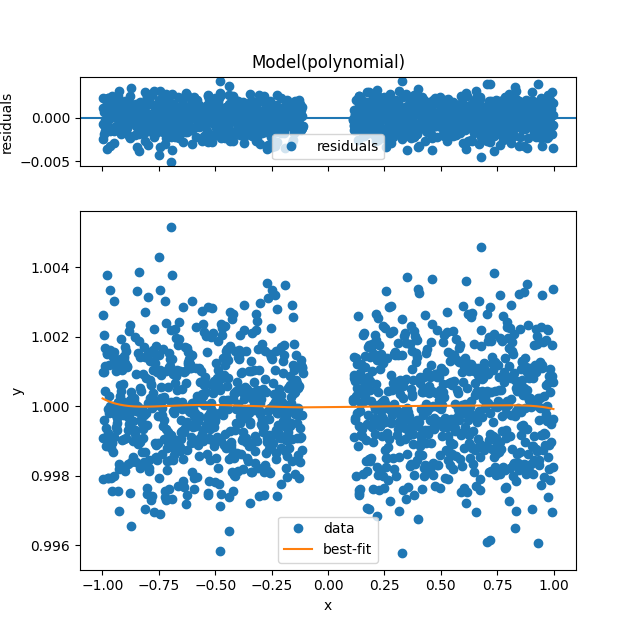 Model(polynomial)
residuals
0.000
−0.005
residuals
y
1.004
1.002
1.000
0.998
0.996
data
best-fit
−1.00 −0.75 −0.50 −0.25 0.00 0.25 0.50 0.75 1.00
x